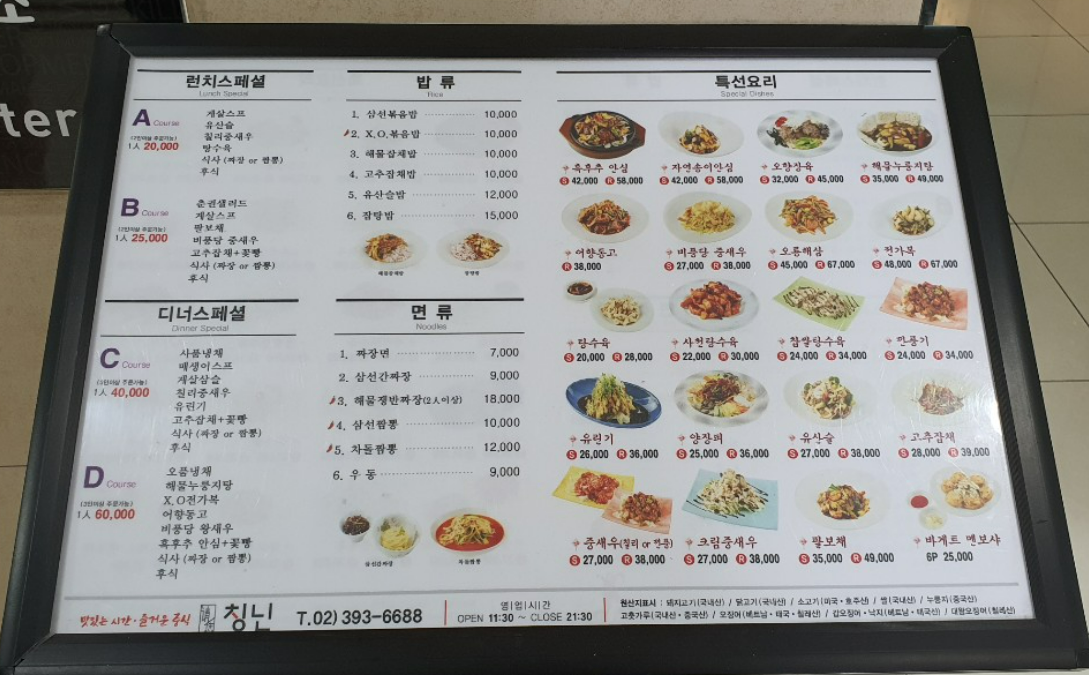 소
ter
런치스페셜
Lunch Special
A Course
(2인이상 주문가능)
1인 20,000
게살스프
유산슬
칠리중새우
탕수육
식사 (짜장 or 짬뽕)
후식
B Course
(2인이상 주문가능)
1인 25,000
춘권샐러드
게살스프
팔보채
비풍당 중새우
고추잡채+꽃빵
식사 (짜장 or 짬뽕)
후식
디너스페셜
Dinner Special
C Course
(3인이상 주문가능)
1인 40,000
사품냉채
매생이스프
게살삼슬
칠리중새우
유린기
고추잡채+꽃빵
식사 (짜장 or 짬뽕)
후식
D Course
(3인이상 주문가능)
1인 60,000
오품냉채
해물누룽지탕
X.O전가복
어향동고
비풍당 왕새우
흑후추 안심+꽃빵
식사 (짜장 or 짬뽕)
후식
밥 류
Rice
1. 삼선볶음밥 10,000
2. X.O.볶음밥 10,000
3. 해물잡채밥 10,000
4. 고추잡채밥 10,000
5. 유산슬밥 12,000
6. 잡탕밥 15,000
해물잡채밥
잡탕밥
면 류
Noodles
1. 짜장면 7,000
2. 삼선간짜장 9,000
3. 해물쟁반짜장(2人이상) 18,000
4. 삼선짬뽕 10,000
5. 차돌짬뽕 12,000
6. 우 동 9,000
삼선간짜장
차돌짬뽕
특선요리
Special Dishes
흑후추 안심 자연송이안심 오향장육 해물누룽지탕
S 42,000 R 58,000 S 42,000 R 58,000 S 32,000 R 45,000 S 35,000 R 49,000
어향동고 비풍당 중새우 오룡해삼 전가복
R 38,000 S 27,000 R 38,000 S 45,000 R 67,000 S 48,000 R 67,000
탕수육 사천탕수육 찹쌀탕수육 깐풍기
S 20,000 R 28,000 S 22,000 R 30,000 S 24,000 R 34,000 S 24,000 R 34,000
유린기 양장피 유산슬 고추잡채
S 26,000 R 36,000 S 25,000 R 36,000 S 27,000 R 38,000 S 28,000 R 39,000
중새우(칠리 or 깐풍) 크림중새우 팔보채 바게트 멘보샤
S 27,000 R 38,000 S 27,000 R 38,000 S 35,000 R 49,000 6P 25,000
맛있는 시간·즐거운 중식
칭닌 T.02) 393-6688
영|업|시간
OPEN 11:30 ~ CLOSE 21:30
원산지표시 : 돼지고기(국내산) / 닭고기(국내산) / 소고기(미국·호주산) / 쌀(국내산) / 누룽지(중국산)
고춧가루(국내산·중국산) / 오징어(베트남·태국·칠레산) / 갑오징어·낙지(베트남·태국산) / 대왕오징어(칠레산)